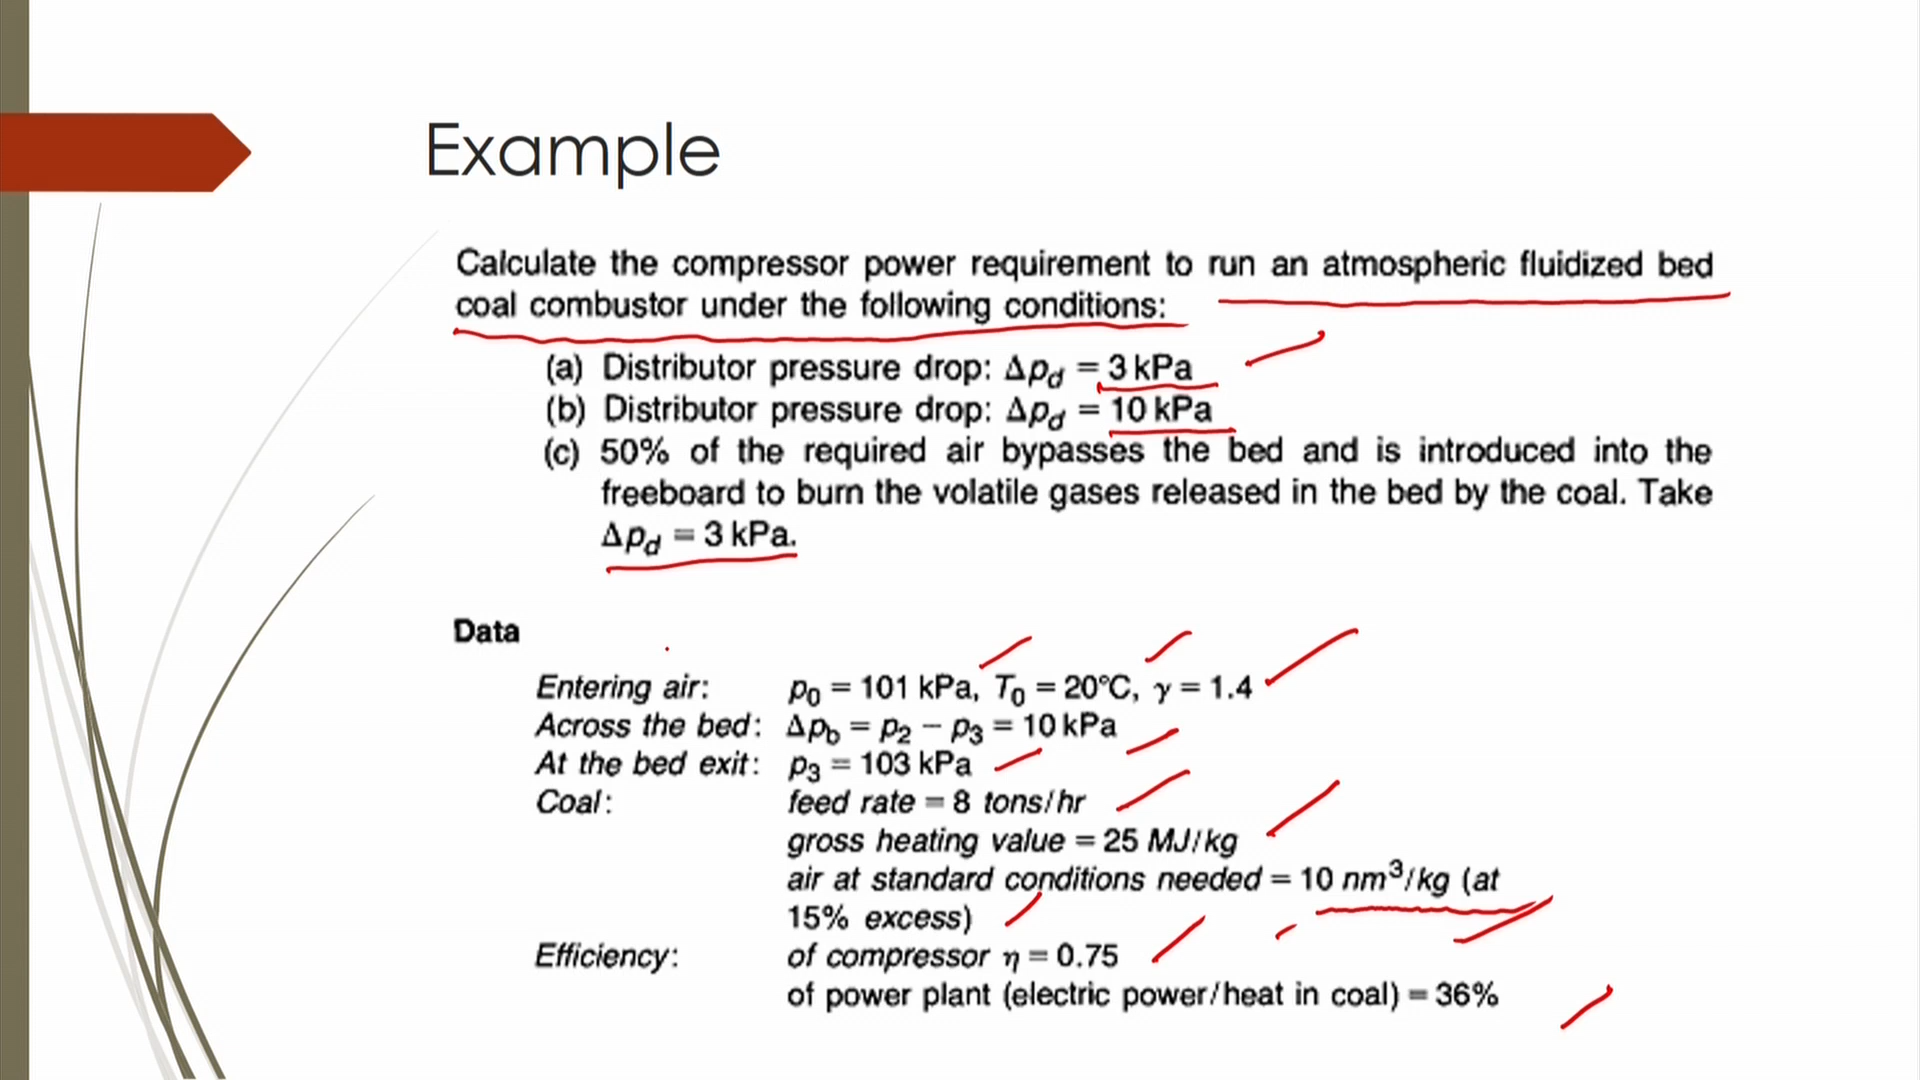 Example
Calculate the compressor power requirement to run an atmospheric fluidized bed
coal combustor under the following conditions:
(a) Distributor pressure drop: Δp_d = 3 kPa
(b) Distributor pressure drop: Δp_d = 10 kPa
(c) 50% of the required air bypasses the bed and is introduced into the
freeboard to burn the volatile gases released in the bed by the coal. Take
Δp_d = 3 kPa.
Data
Entering air: p₀ = 101 kPa, T₀ = 20°C, γ = 1.4
Across the bed: Δp_b = p₂ − p₃ = 10 kPa
At the bed exit: p₃ = 103 kPa
Coal: feed rate = 8 tons/hr
gross heating value = 25 MJ/kg
air at standard conditions needed = 10 nm³/kg (at
15% excess)
Efficiency: of compressor η = 0.75
of power plant (electric power/heat in coal) = 36%